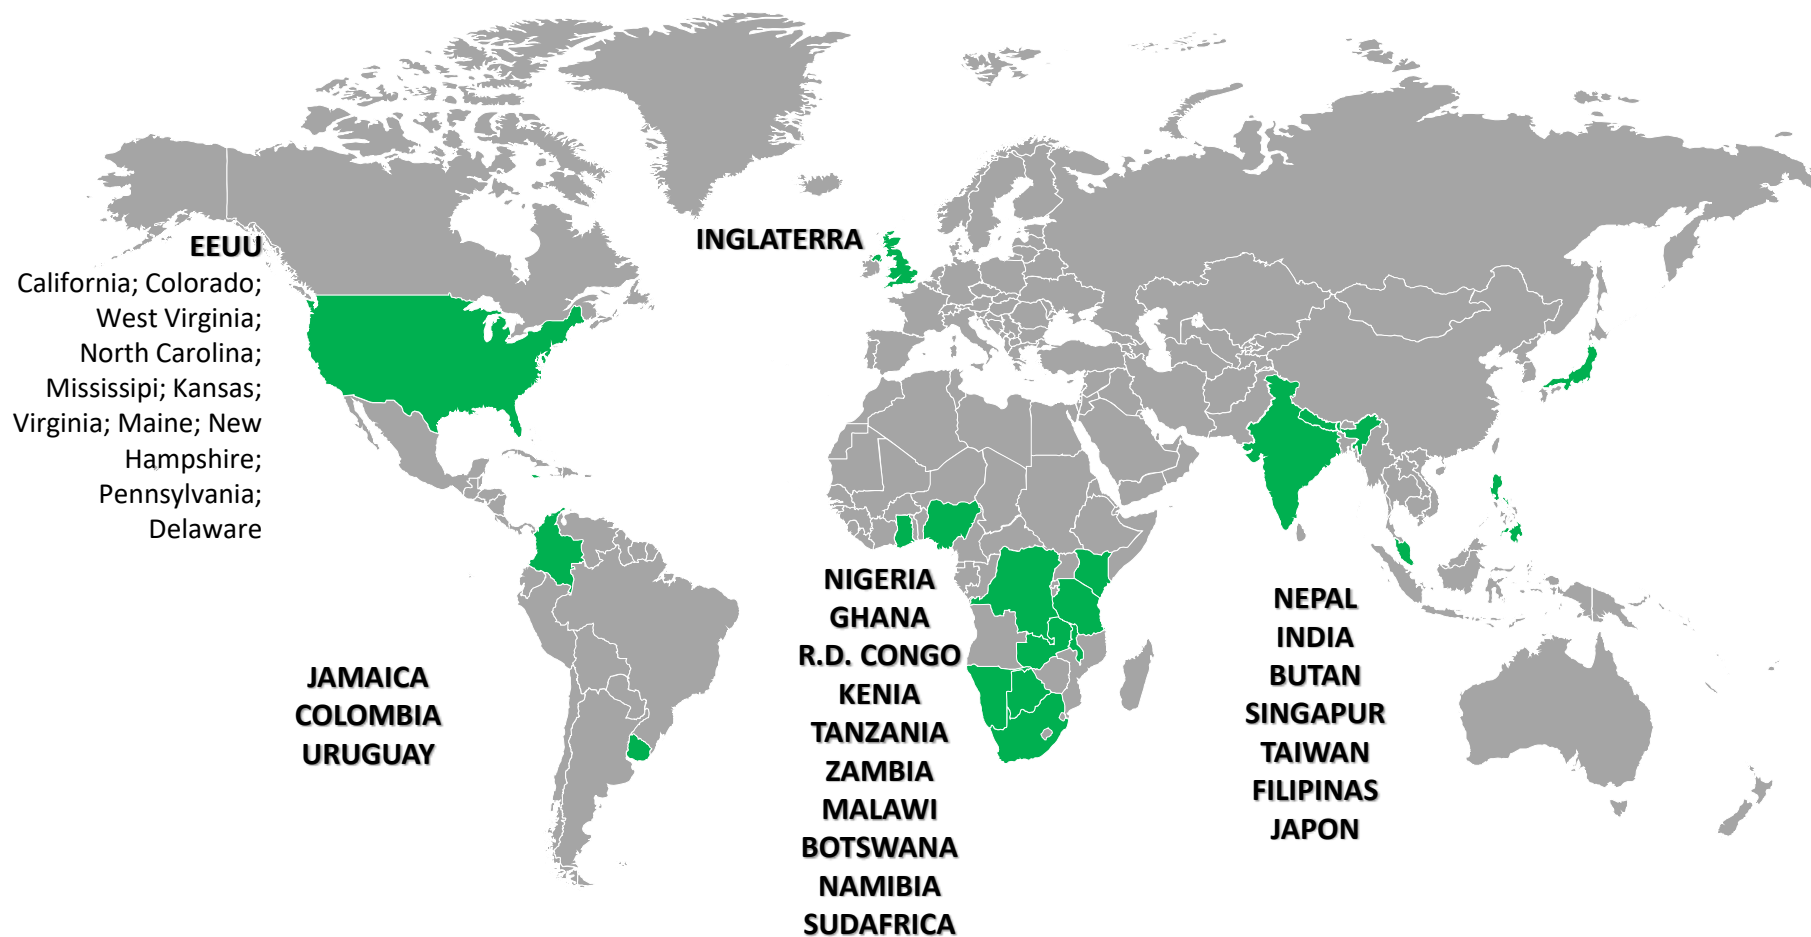 EEUU
California; Colorado;
West Virginia;
North Carolina;
Mississipi; Kansas;
Virginia; Maine; New
Hampshire;
Pennsylvania;
Delaware
INGLATERRA
JAMAICA
COLOMBIA
URUGUAY
NIGERIA
GHANA
R.D. CONGO
KENIA
TANZANIA
ZAMBIA
MALAWI
BOTSWANA
NAMIBIA
SUDAFRICA
NEPAL
INDIA
BUTAN
SINGAPUR
TAIWAN
FILIPINAS
JAPON